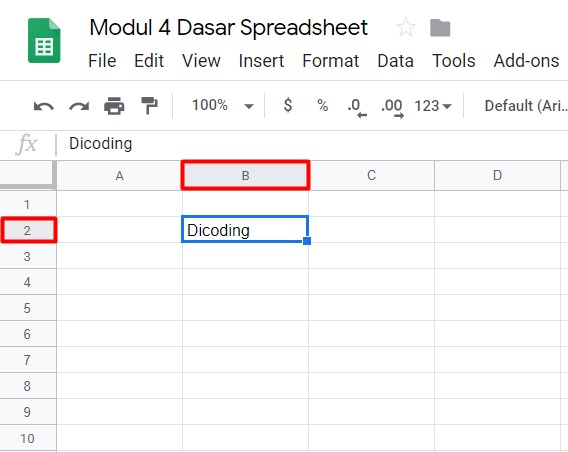 Modul 4 Dasar Spreadsheet
File Edit View Insert Format Data Tools Add-ons
100% $ % .0 .00 123 Default (Ari...
fx Dicoding
A B C D
1
2 Dicoding
3
4
5
6
7
8
9
10